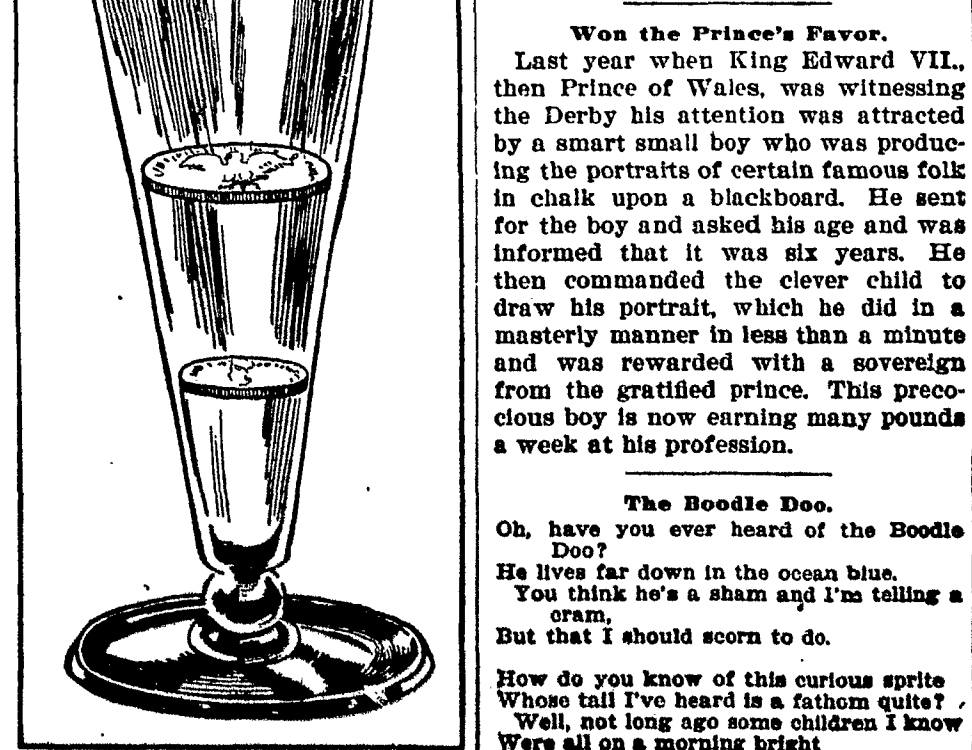 Won the Prince's Favor.
Last year when King Edward VII.,
then Prince of Wales, was witnessing
the Derby his attention was attracted
by a smart small boy who was produc-
ing the portraits of certain famous folk
in chalk upon a blackboard. He sent
for the boy and asked his age and was
informed that it was six years. He
then commanded the clever child to
draw his portrait, which he did in a
masterly manner in less than a minute
and was rewarded with a sovereign
from the gratified prince. This preco-
cious boy is now earning many pounds
a week at his profession.
The Boodle Doo.
Oh, have you ever heard of the Boodle
Doo?
He lives far down in the ocean blue.
You think he's a sham and I'm telling a
cram,
But that I should scorn to do.
How do you know of this curious sprite
Whose tail I've heard is a fathom quite?
Well, not long ago some children I know
Were all on a morning bright